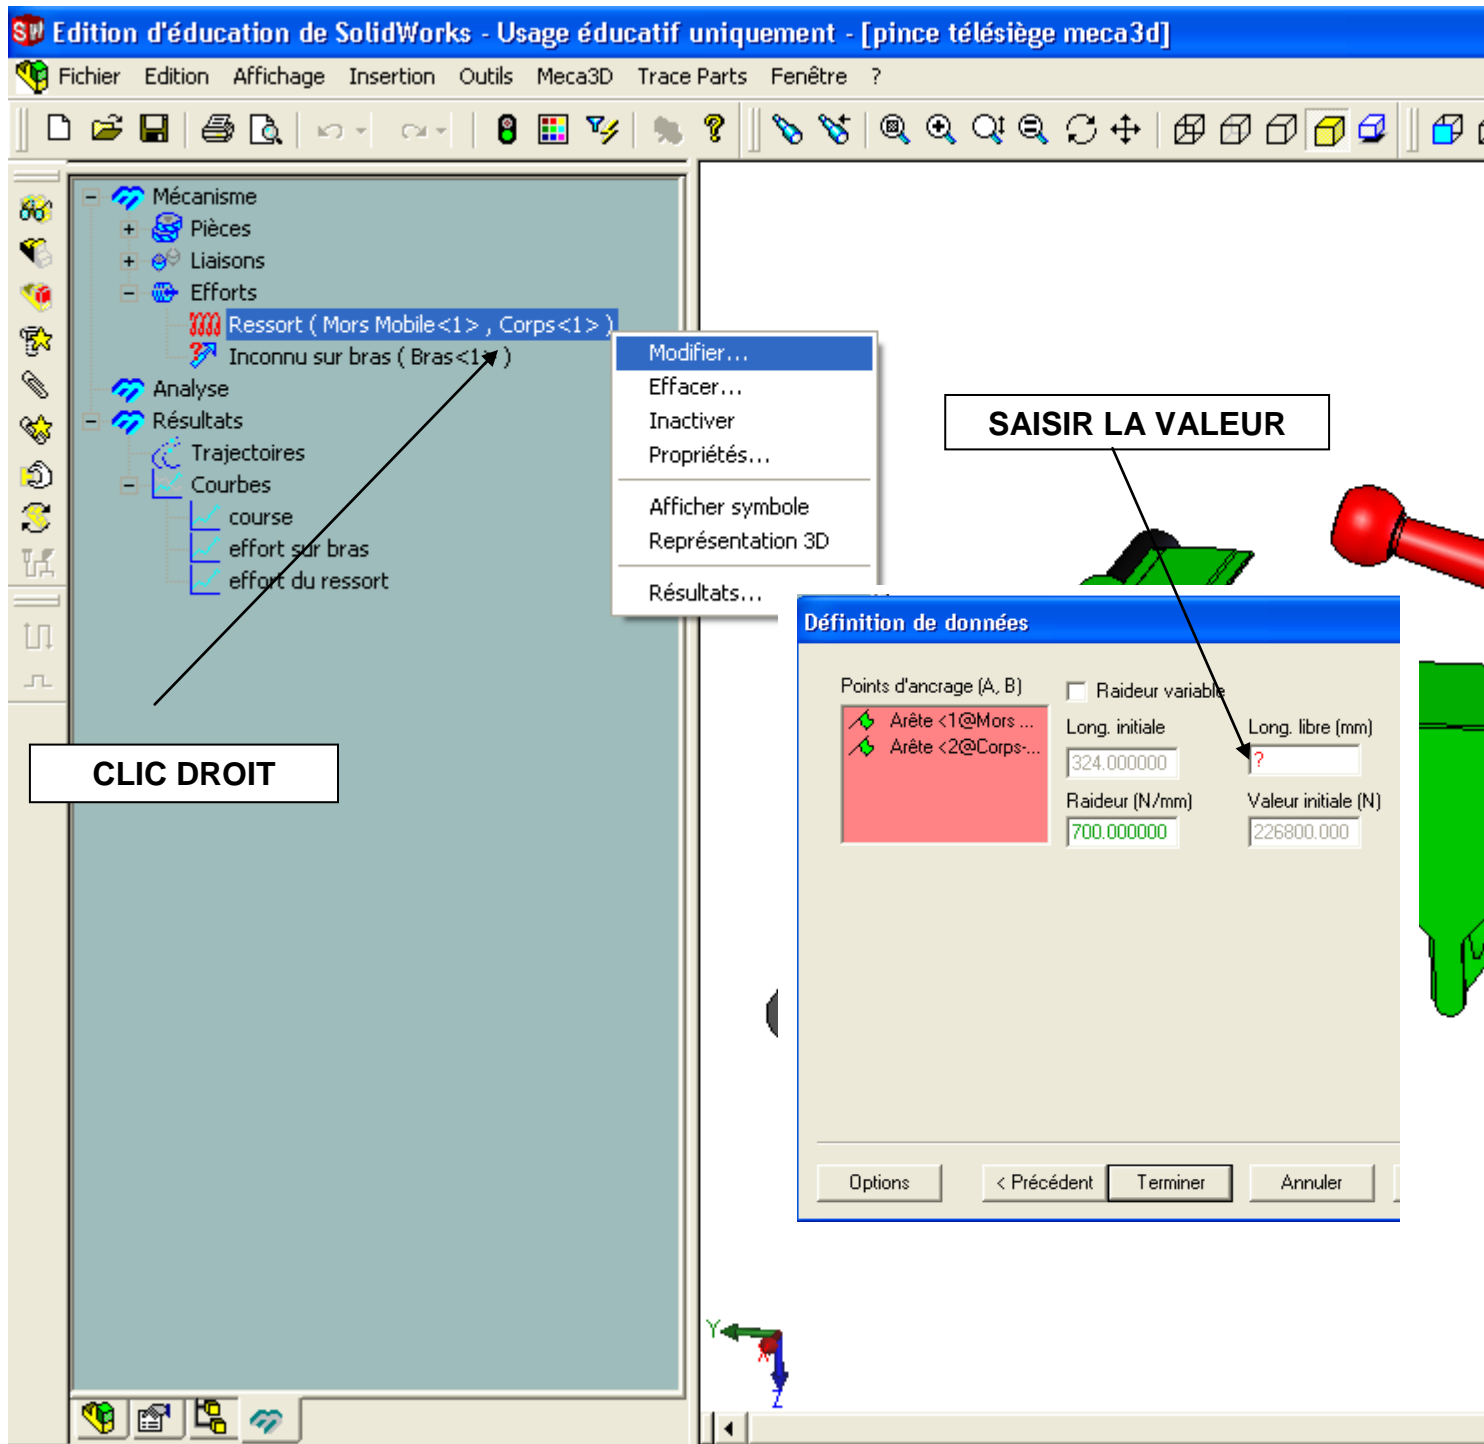 Edition d'éducation de SolidWorks - Usage éducatif uniquement - [pince télésiège meca3d]
Fichier Edition Affichage Insertion Outils Meca3D Trace Parts Fenêtre ?
Mécanisme
Pièces
Liaisons
Efforts
Ressort ( Mors Mobile<1> , Corps<1> )
Inconnu sur bras ( Bras<1> )
Analyse
Résultats
Trajectoires
Courbes
course
effort sur bras
effort du ressort
Modifier...
Effacer...
Inactiver
Propriétés...
Afficher symbole
Représentation 3D
Résultats...
SAISIR LA VALEUR
CLIC DROIT
Définition de données
Points d'ancrage (A, B)
Arête <1@Mors ...
Arête <2@Corps-...
Raideur variable
Long. initiale
324.000000
Long. libre (mm)
?
Raideur (N/mm)
700.000000
Valeur initiale (N)
226800.000
Options
< Précédent
Terminer
Annuler
Y
X
Z